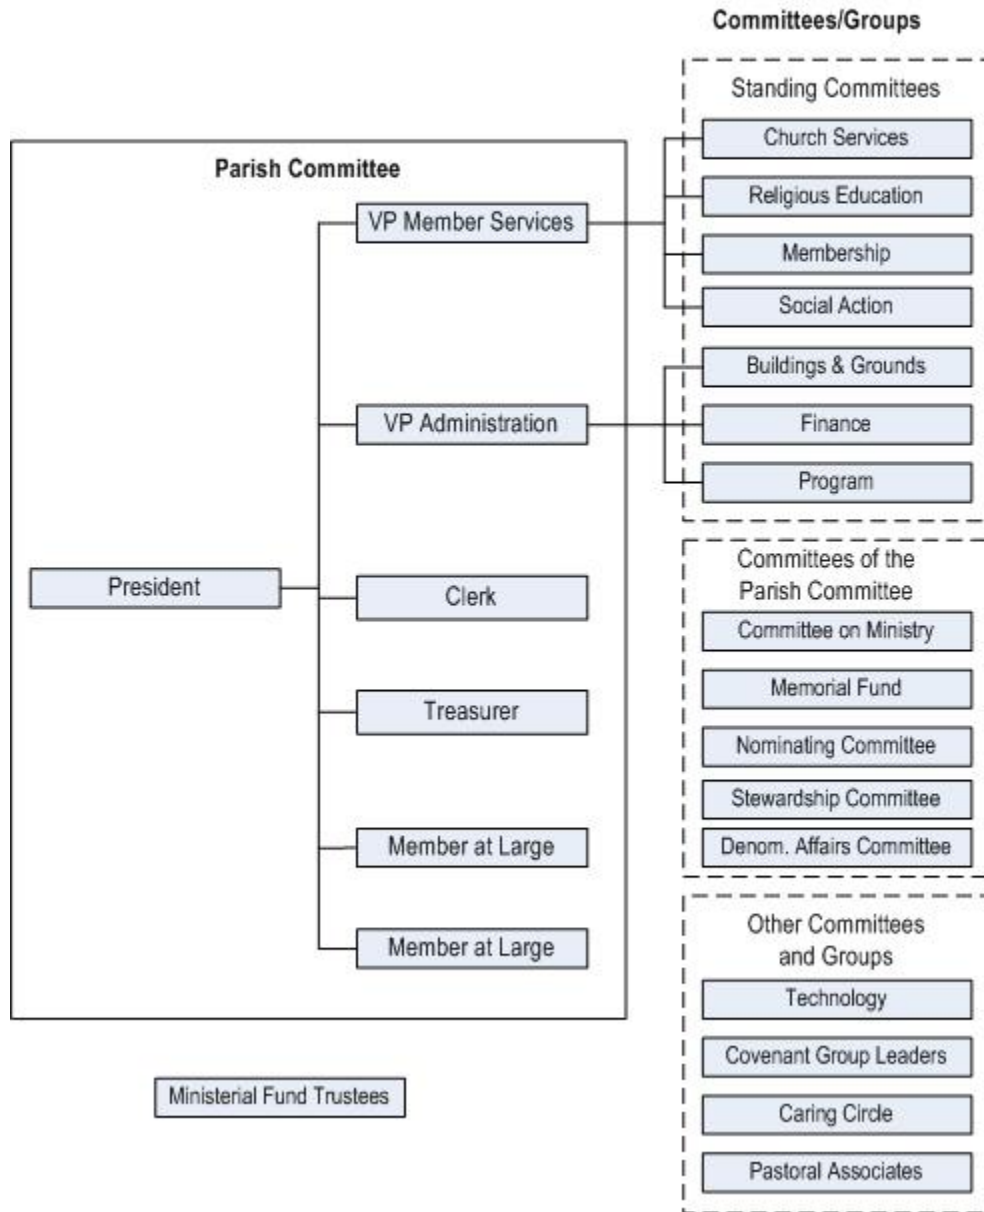 Committees/Groups
Standing Committees
Church Services
Religious Education
Membership
Social Action
Buildings & Grounds
Finance
Program
Parish Committee
VP Member Services
VP Administration
President
Clerk
Treasurer
Member at Large
Member at Large
Committees of the
Parish Committee
Committee on Ministry
Memorial Fund
Nominating Committee
Stewardship Committee
Denom. Affairs Committee
Other Committees
and Groups
Technology
Covenant Group Leaders
Caring Circle
Pastoral Associates
Ministerial Fund Trustees